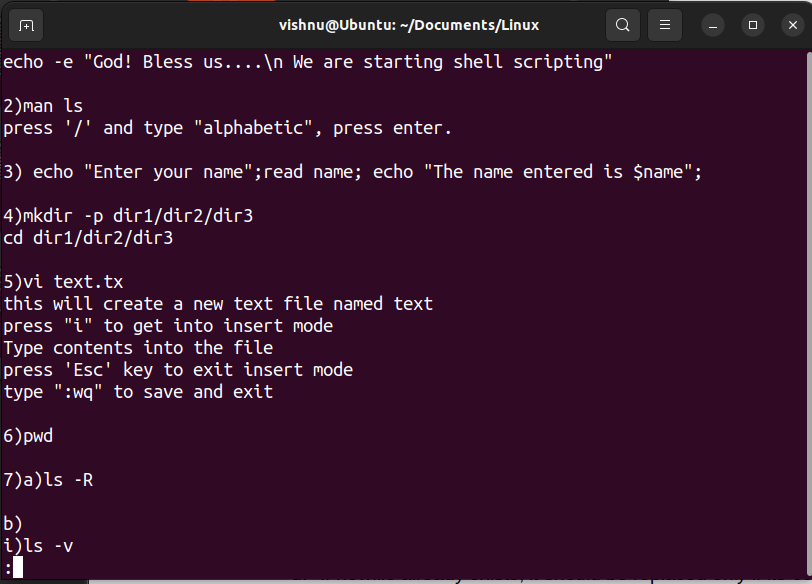 vishnu@Ubuntu: ~/Documents/Linux
echo -e "God! Bless us....\n We are starting shell scripting"
2)man ls
press '/' and type "alphabetic", press enter.
3) echo "Enter your name";read name; echo "The name entered is $name";
4)mkdir -p dir1/dir2/dir3
cd dir1/dir2/dir3
5)vi text.tx
this will create a new text file named text
press "i" to get into insert mode
Type contents into the file
press 'Esc' key to exit insert mode
type ":wq" to save and exit
6)pwd
7)a)ls -R
b)
i)ls -v
: